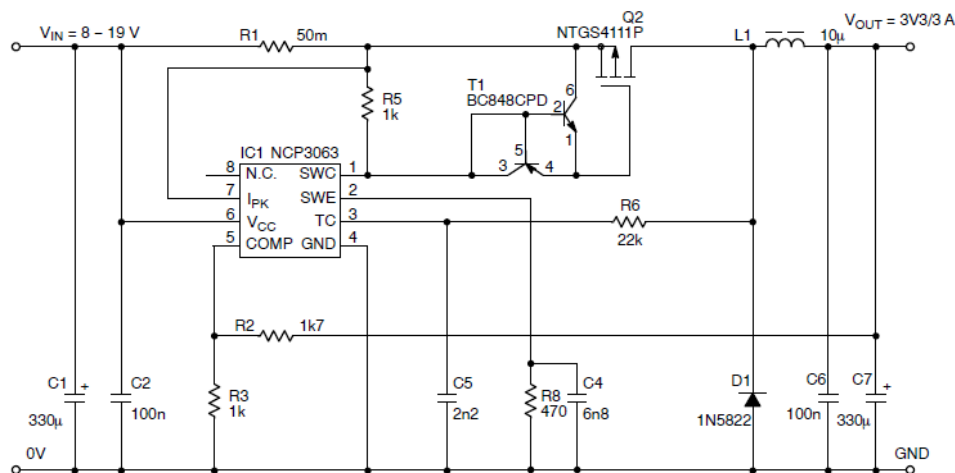 Q2
V_IN = 8 – 19 V
R1
50m
NTGS4111P
L1
10µ
V_OUT = 3V3/3 A
R5
1k
T1
BC848CPD
6
2
1
5
3
4
IC1 NCP3063
8
N.C.
SWC
1
7
I_PK
SWE
2
6
V_CC
TC
3
5
COMP
GND
4
R6
22k
R2
1k7
C1
+
330µ
C2
100n
R3
1k
C5
2n2
R8
470
C4
6n8
D1
1N5822
C6
100n
C7
+
330µ
0V
GND